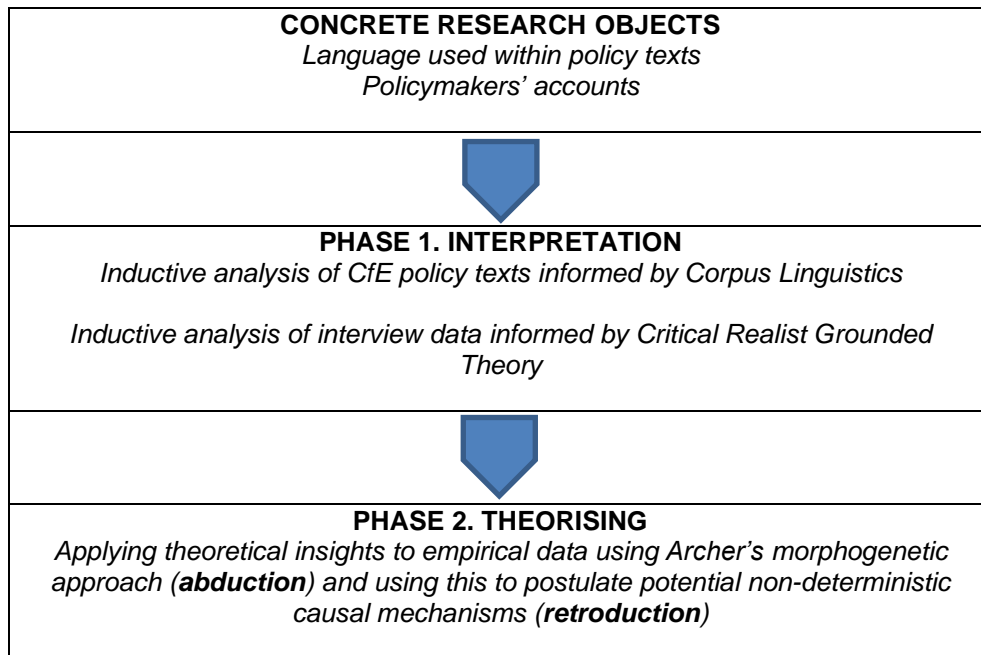 CONCRETE RESEARCH OBJECTS
Language used within policy texts
Policymakers’ accounts
PHASE 1. INTERPRETATION
Inductive analysis of CfE policy texts informed by Corpus Linguistics
Inductive analysis of interview data informed by Critical Realist Grounded
Theory
PHASE 2. THEORISING
Applying theoretical insights to empirical data using Archer’s morphogenetic
approach (abduction) and using this to postulate potential non-deterministic
causal mechanisms (retroduction)